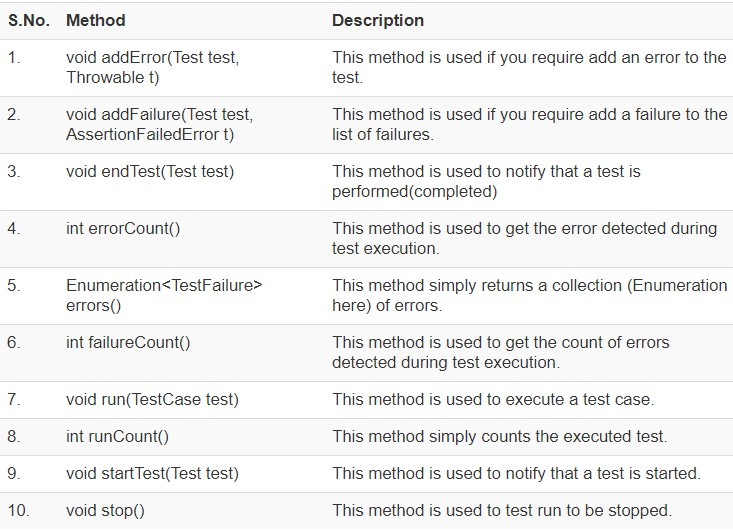 S.No. Method Description
1. void addError(Test test, This method is used if you require add an error to the
Throwable t) test.
2. void addFailure(Test test, This method is used if you require add a failure to the
AssertionFailedError t) list of failures.
3. void endTest(Test test) This method is used to notify that a test is
performed(completed)
4. int errorCount() This method is used to get the error detected during
test execution.
5. Enumeration<TestFailure> This method simply returns a collection (Enumeration
errors() here) of errors.
6. int failureCount() This method is used to get the count of errors
detected during test execution.
7. void run(TestCase test) This method is used to execute a test case.
8. int runCount() This method simply counts the executed test.
9. void startTest(Test test) This method is used to notify that a test is started.
10. void stop() This method is used to test run to be stopped.